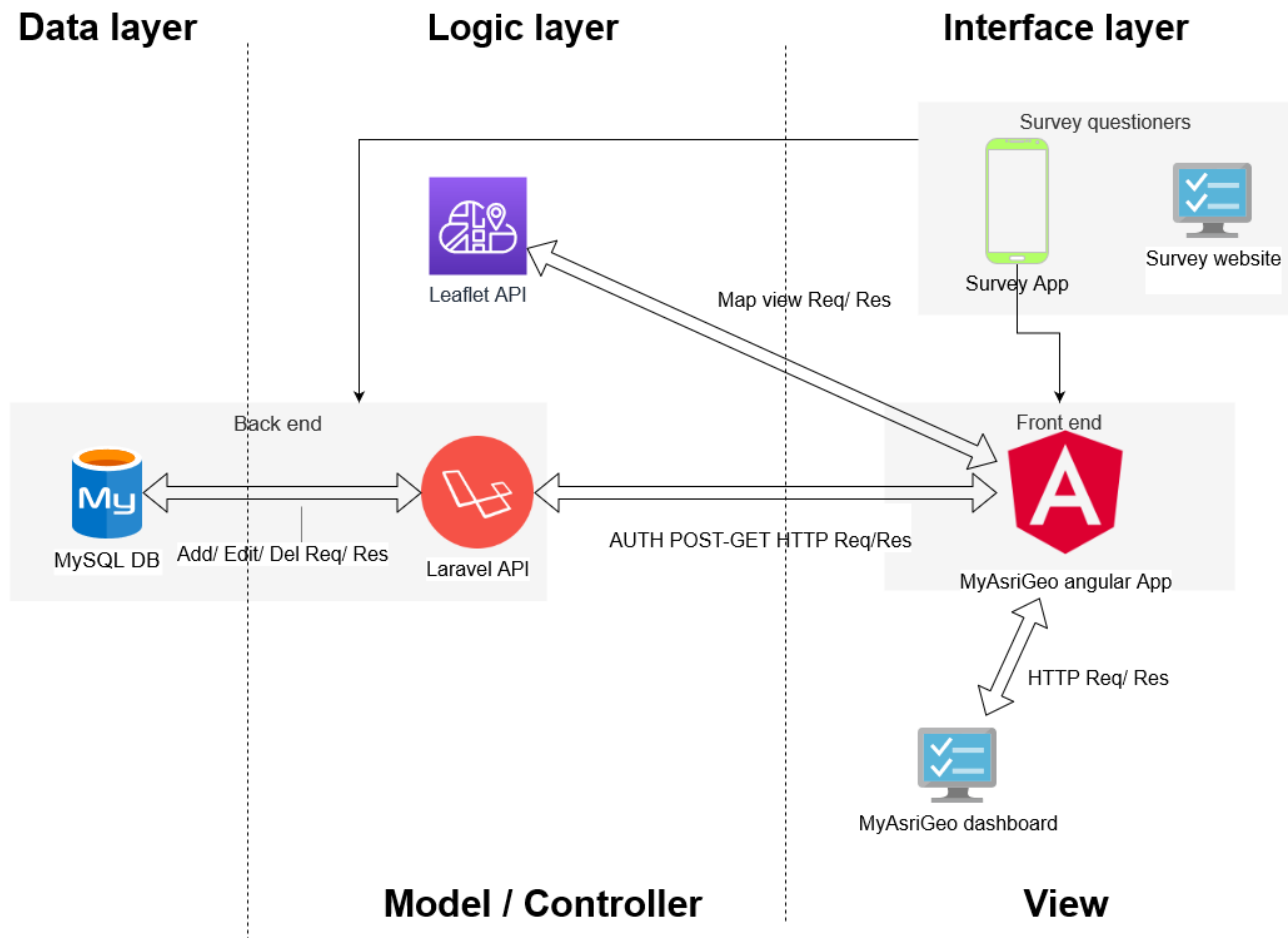 Data layer
Logic layer
Interface layer
Survey questioners
Survey App
Survey website
Leaflet API
Map view Req/ Res
Back end
Front end
My
MySQL DB
Add/ Edit/ Del Req/ Res
Laravel API
AUTH POST-GET HTTP Req/Res
A
MyAsriGeo angular App
HTTP Req/ Res
MyAsriGeo dashboard
Model / Controller
View